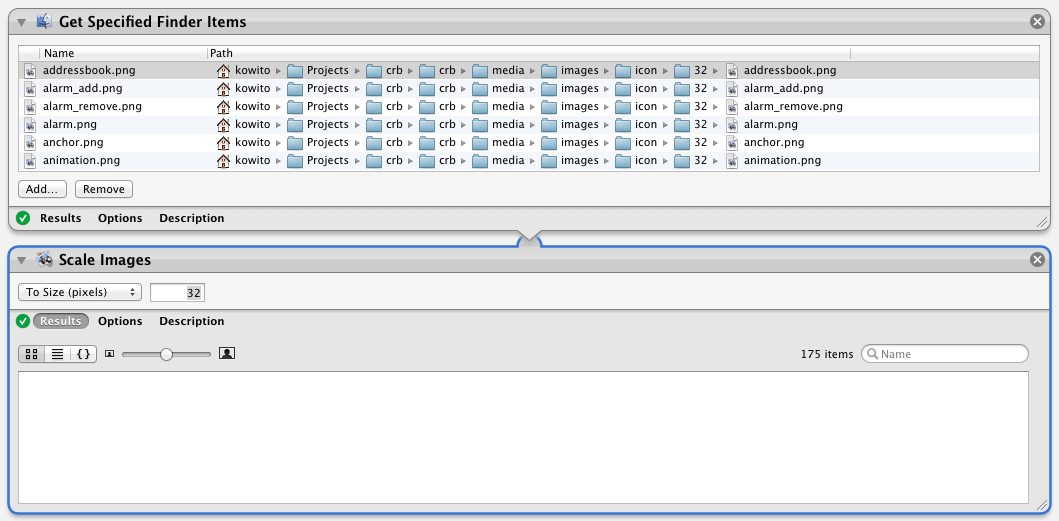 Get Specified Finder Items
Name Path
addressbook.png kowito Projects crb crb media images icon 32 addressbook.png
alarm_add.png kowito Projects crb crb media images icon 32 alarm_add.png
alarm_remove.png kowito Projects crb crb media images icon 32 alarm_remove.png
alarm.png kowito Projects crb crb media images icon 32 alarm.png
anchor.png kowito Projects crb crb media images icon 32 anchor.png
animation.png kowito Projects crb crb media images icon 32 animation.png
Add... Remove
Results Options Description
Scale Images
To Size (pixels) 32
Results Options Description
{} 175 items Name